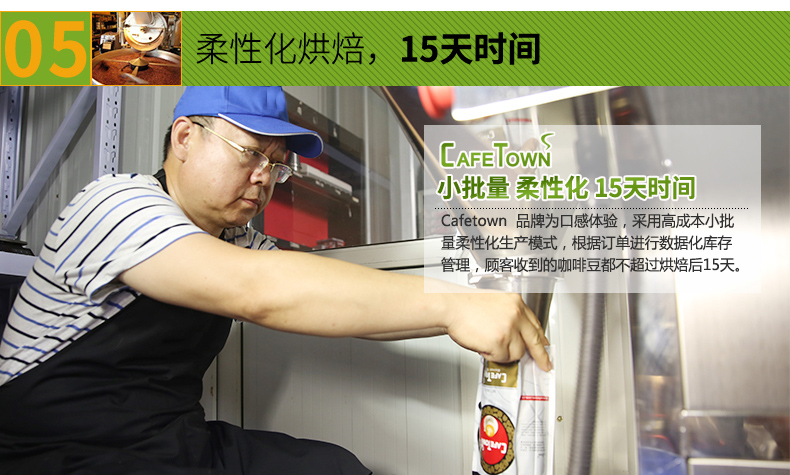 05
柔性化烘焙，15天时间
CAFETOWN
小批量 柔性化 15天时间
Cafetown 品牌为口感体验，采用高成本小批
量柔性化生产模式，根据订单进行数据化库存
管理，顾客收到的咖啡豆都不超过烘焙后15天。
CAFETOWN
CAFETOWN